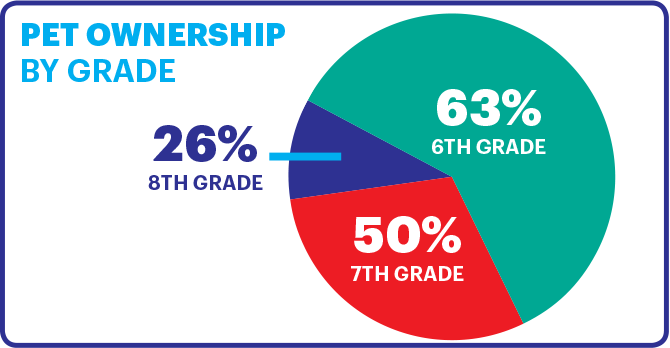 PET OWNERSHIP
BY GRADE
63%
6TH GRADE
26%
8TH GRADE
50%
7TH GRADE